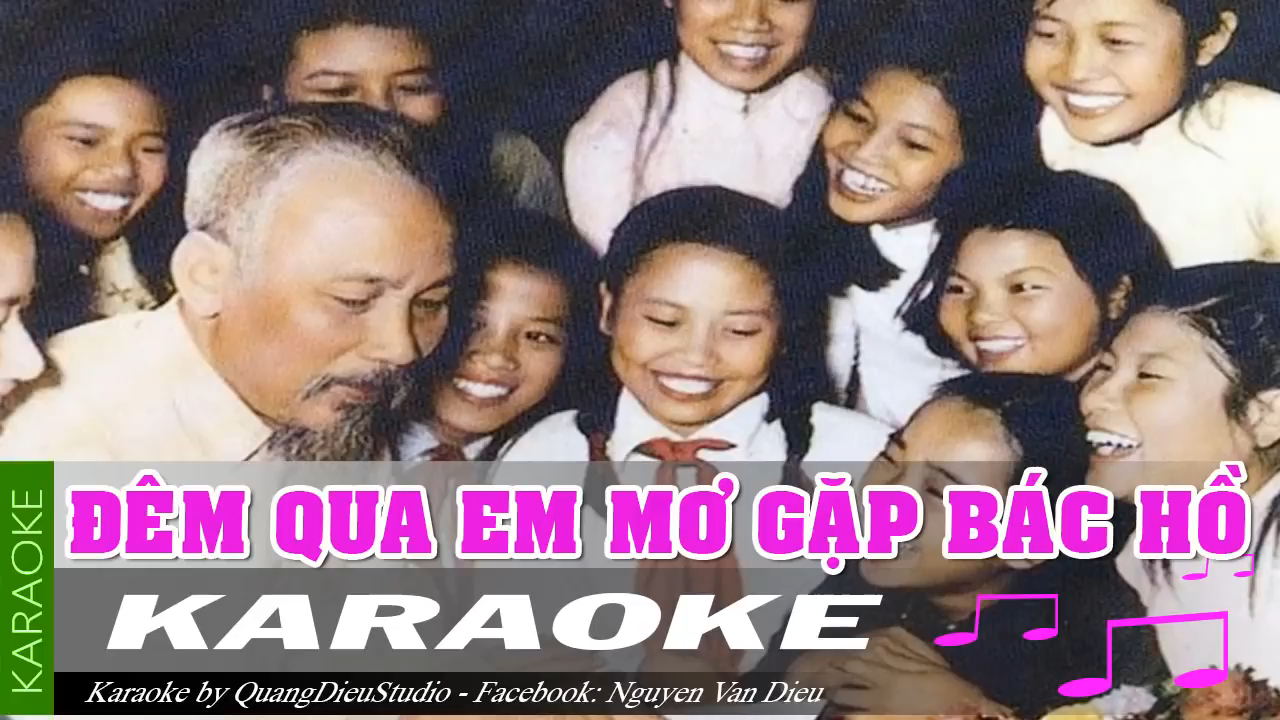 KARAOKE
ĐÊM QUA EM MƠ GẶP BÁC HỒ
KARAOKE
Karaoke by QuangDieuStudio - Facebook: Nguyen Van Dieu